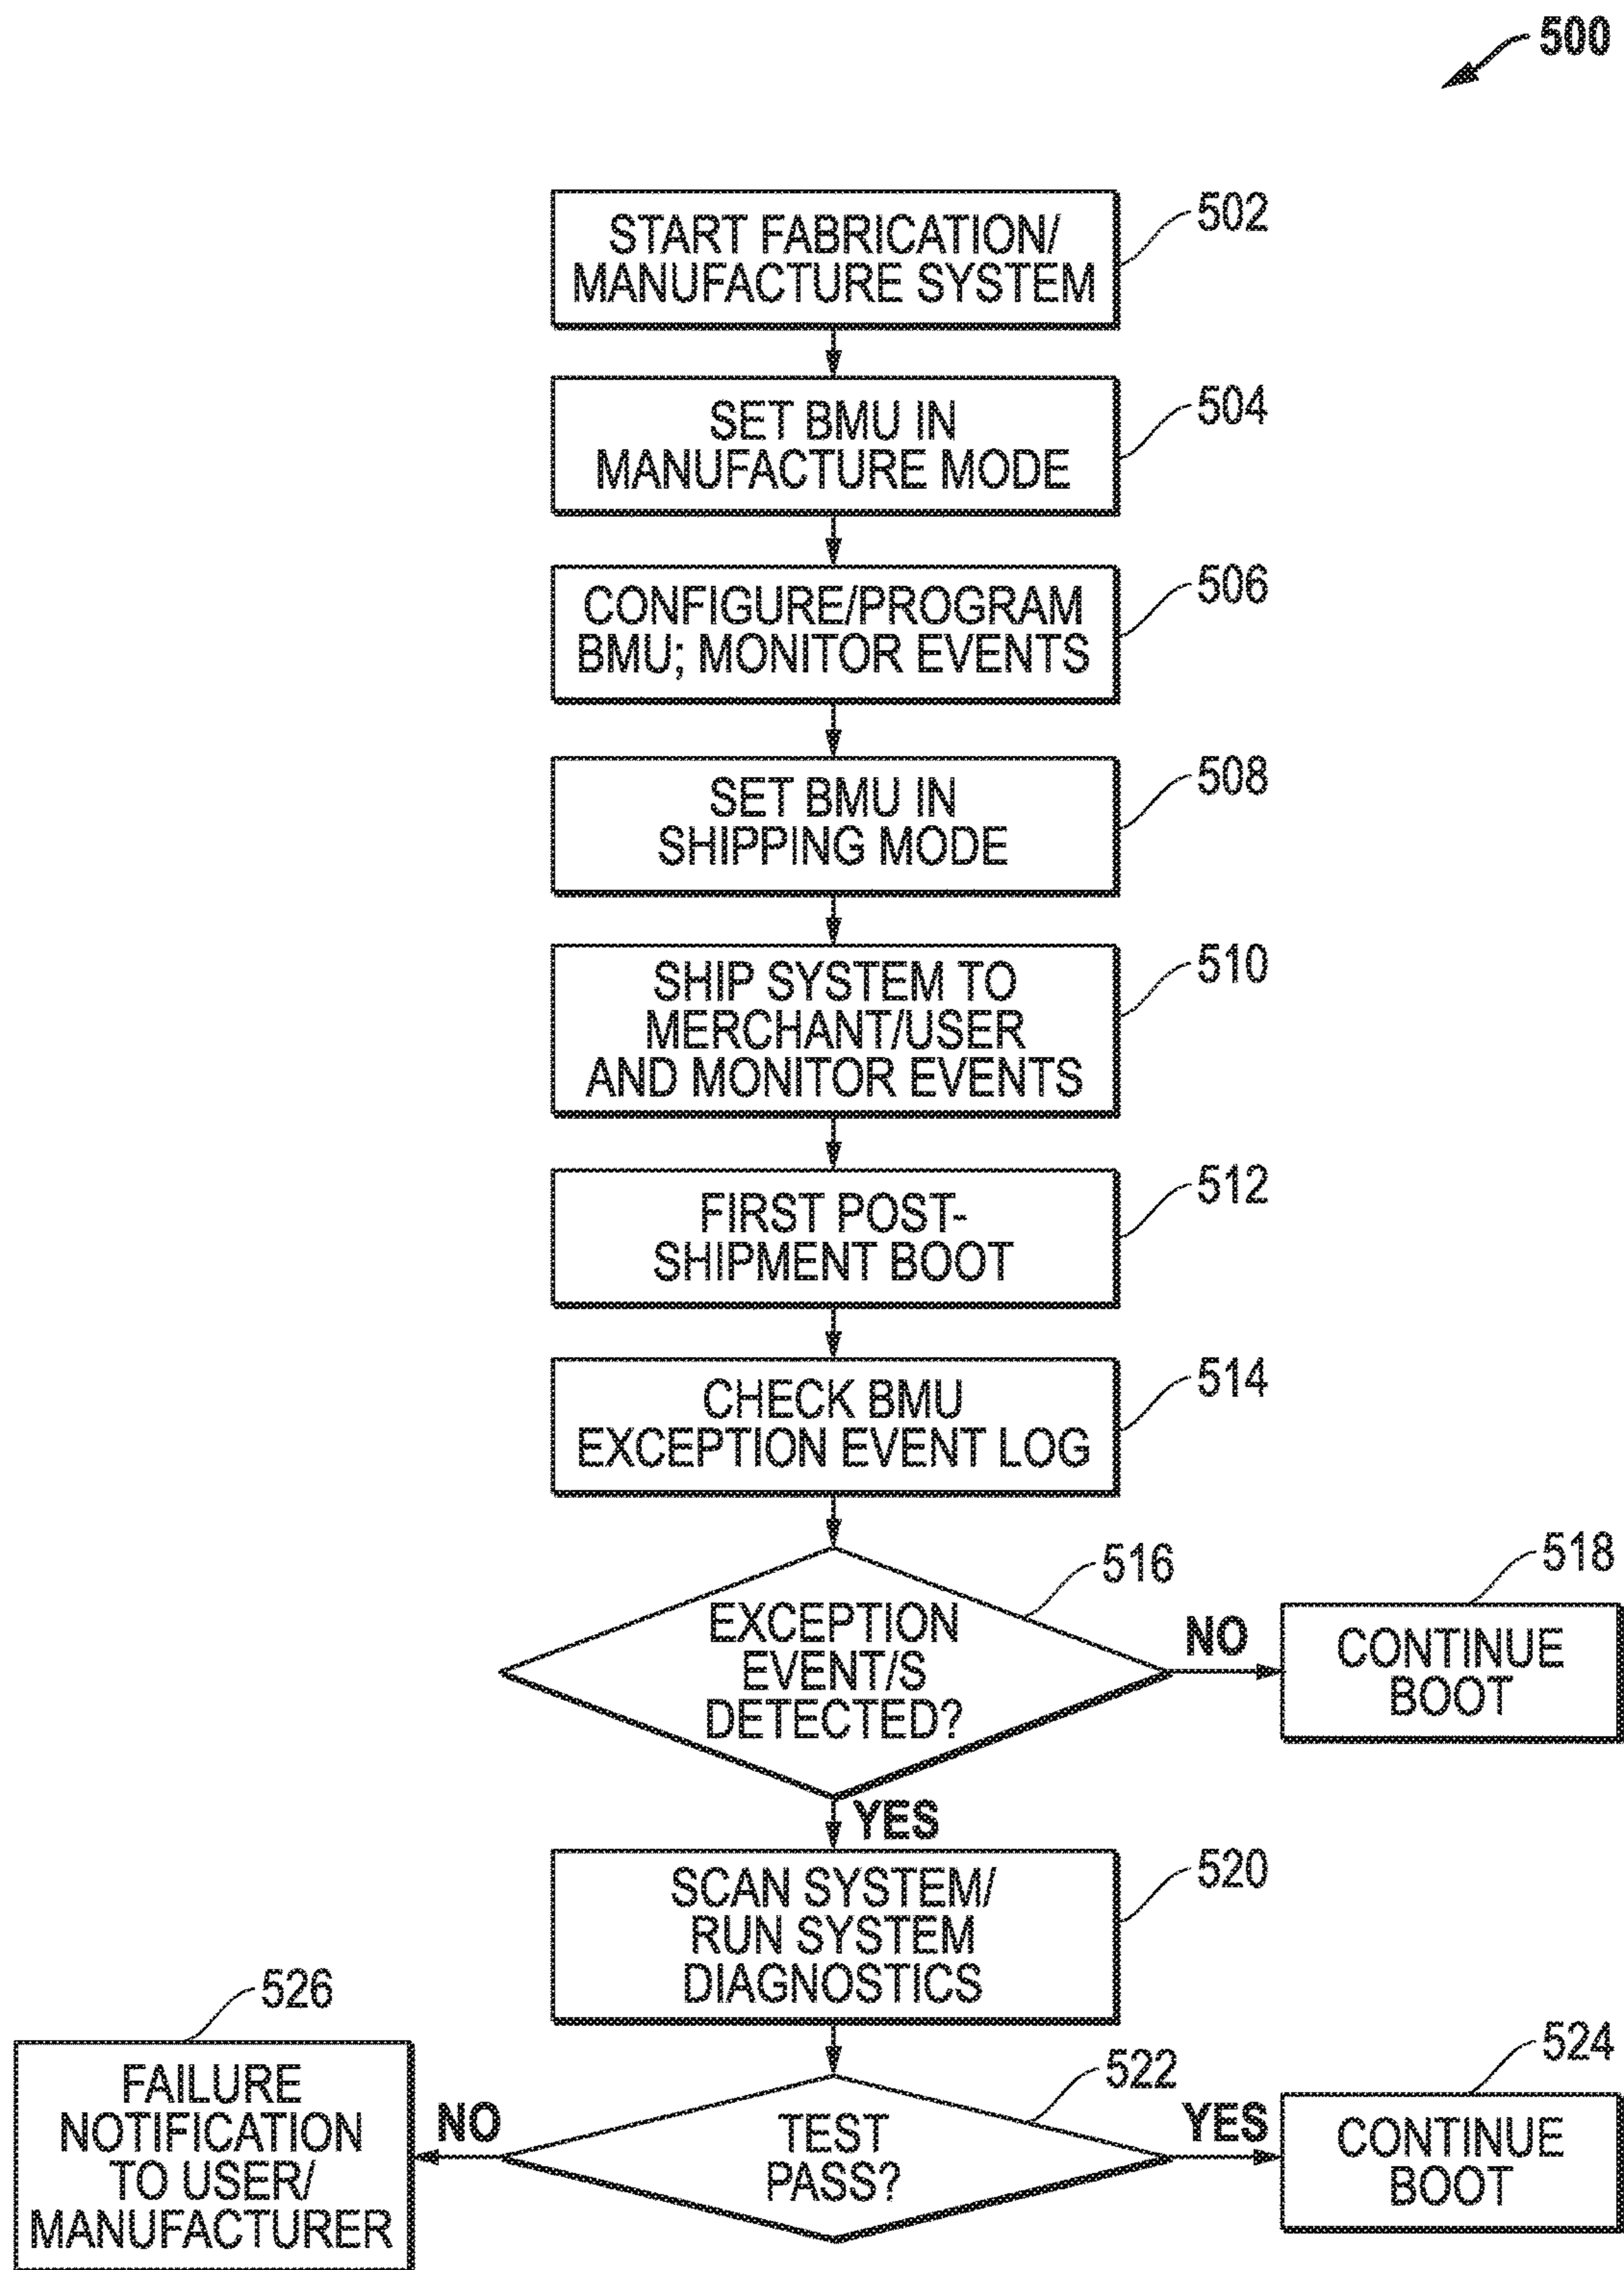 500
START FABRICATION/
MANUFACTURE SYSTEM
502
SET BMU IN
MANUFACTURE MODE
504
CONFIGURE/PROGRAM
BMU; MONITOR EVENTS
506
SET BMU IN
SHIPPING MODE
508
SHIP SYSTEM TO
MERCHANT/USER
AND MONITOR EVENTS
510
FIRST POST-
SHIPMENT BOOT
512
CHECK BMU
EXCEPTION EVENT LOG
514
EXCEPTION
EVENT/S
DETECTED?
516
NO
CONTINUE
BOOT
518
YES
SCAN SYSTEM/
RUN SYSTEM
DIAGNOSTICS
520
TEST
PASS?
522
YES
CONTINUE
BOOT
524
NO
FAILURE
NOTIFICATION
TO USER/
MANUFACTURER
526